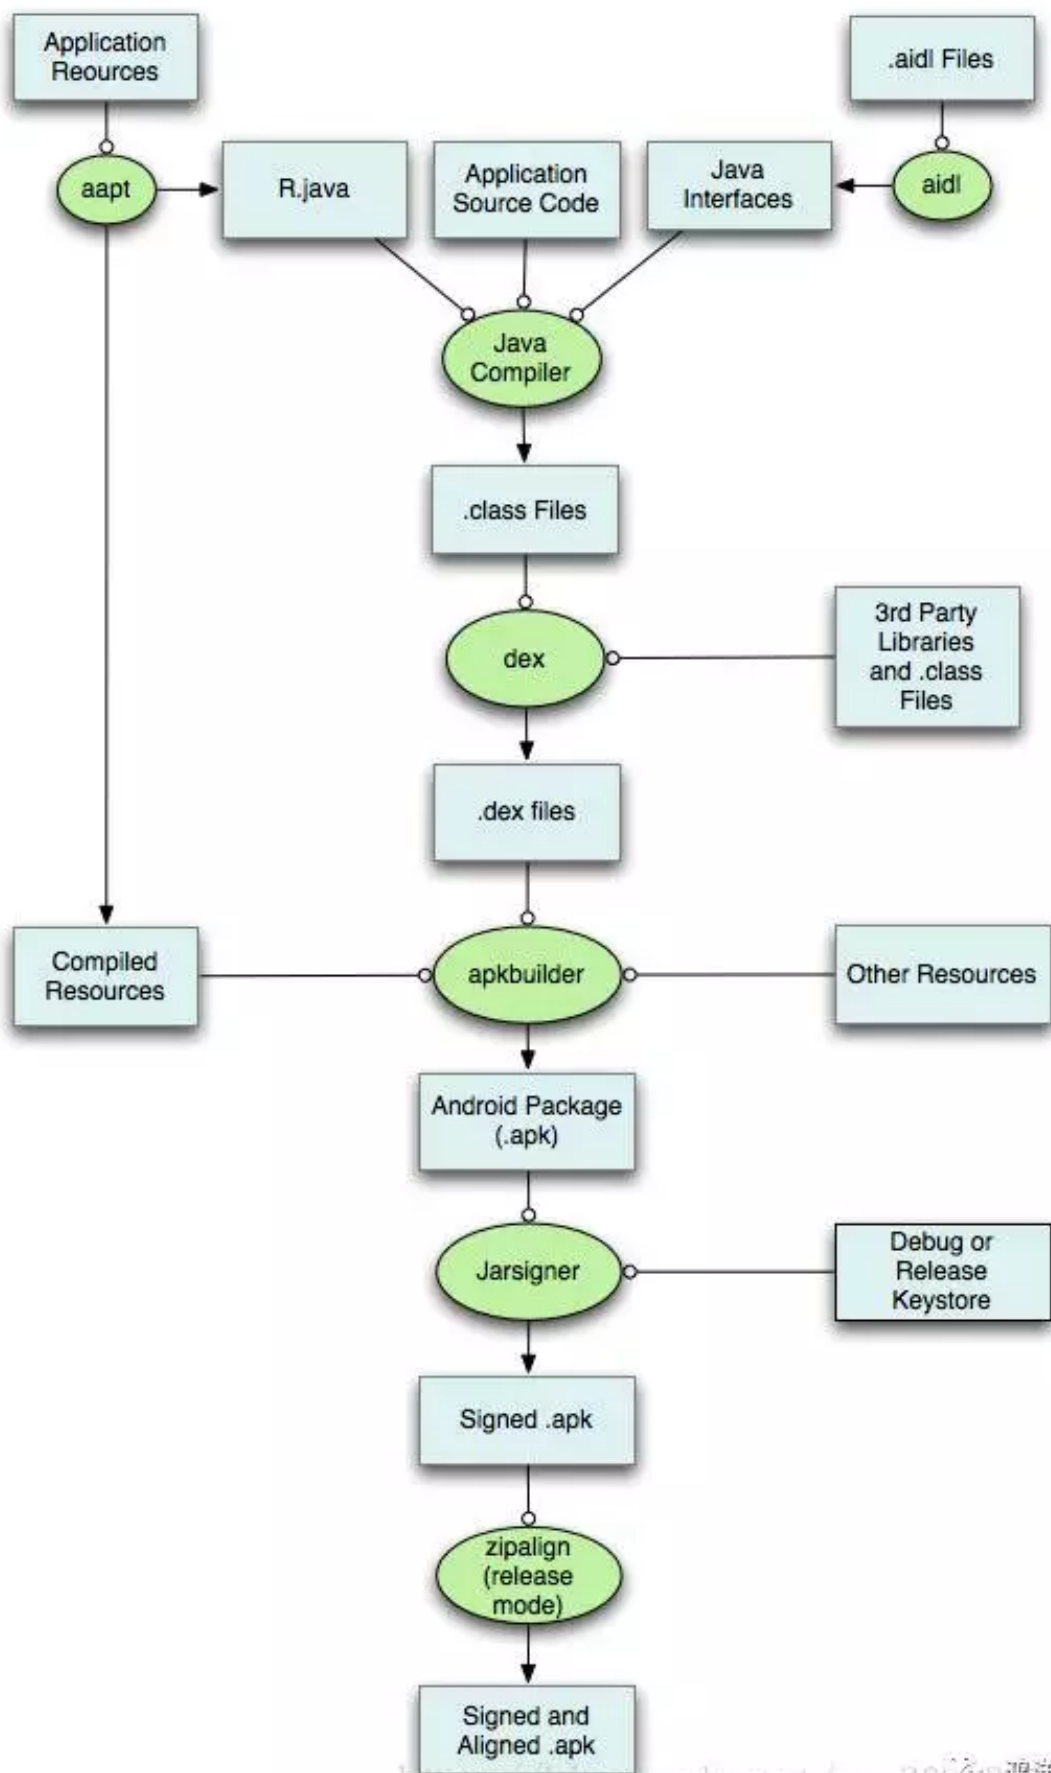 Application
Reources
.aidl Files
aapt
R.java
Application
Source Code
Java
Interfaces
aidl
Java
Compiler
.class Files
dex
3rd Party
Libraries
and .class
Files
.dex files
Compiled
Resources
apkbuilder
Other Resources
Android Package
(.apk)
Jarsigner
Debug or
Release
Keystore
Signed .apk
zipalign
(release
mode)
Signed and
Aligned .apk